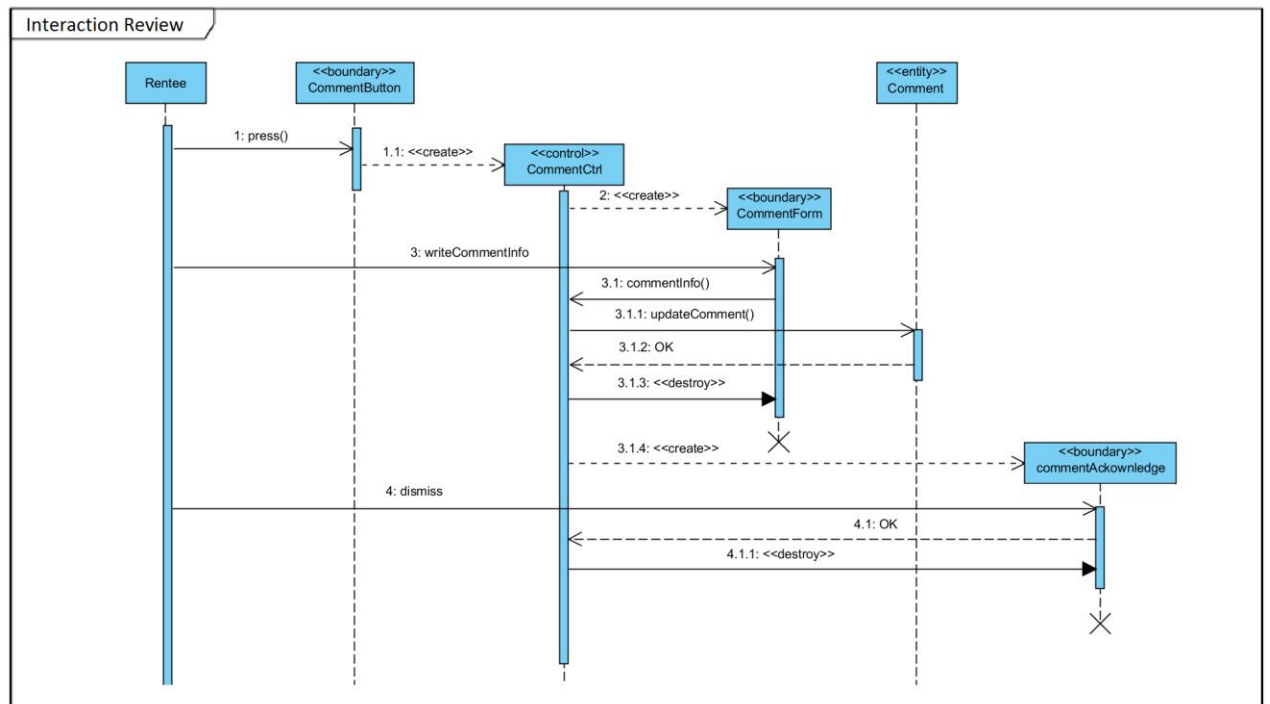 Interaction Review
Rentee
<<boundary>>
CommentButton
<<entity>>
Comment
1: press()
1.1: <<create>>
<<control>>
CommentCtrl
2: <<create>>
<<boundary>>
CommentForm
3: writeCommentInfo
3.1: commentInfo()
3.1.1: updateComment()
3.1.2: OK
3.1.3: <<destroy>>
3.1.4: <<create>>
<<boundary>>
commentAckownledge
4: dismiss
4.1: OK
4.1.1: <<destroy>>